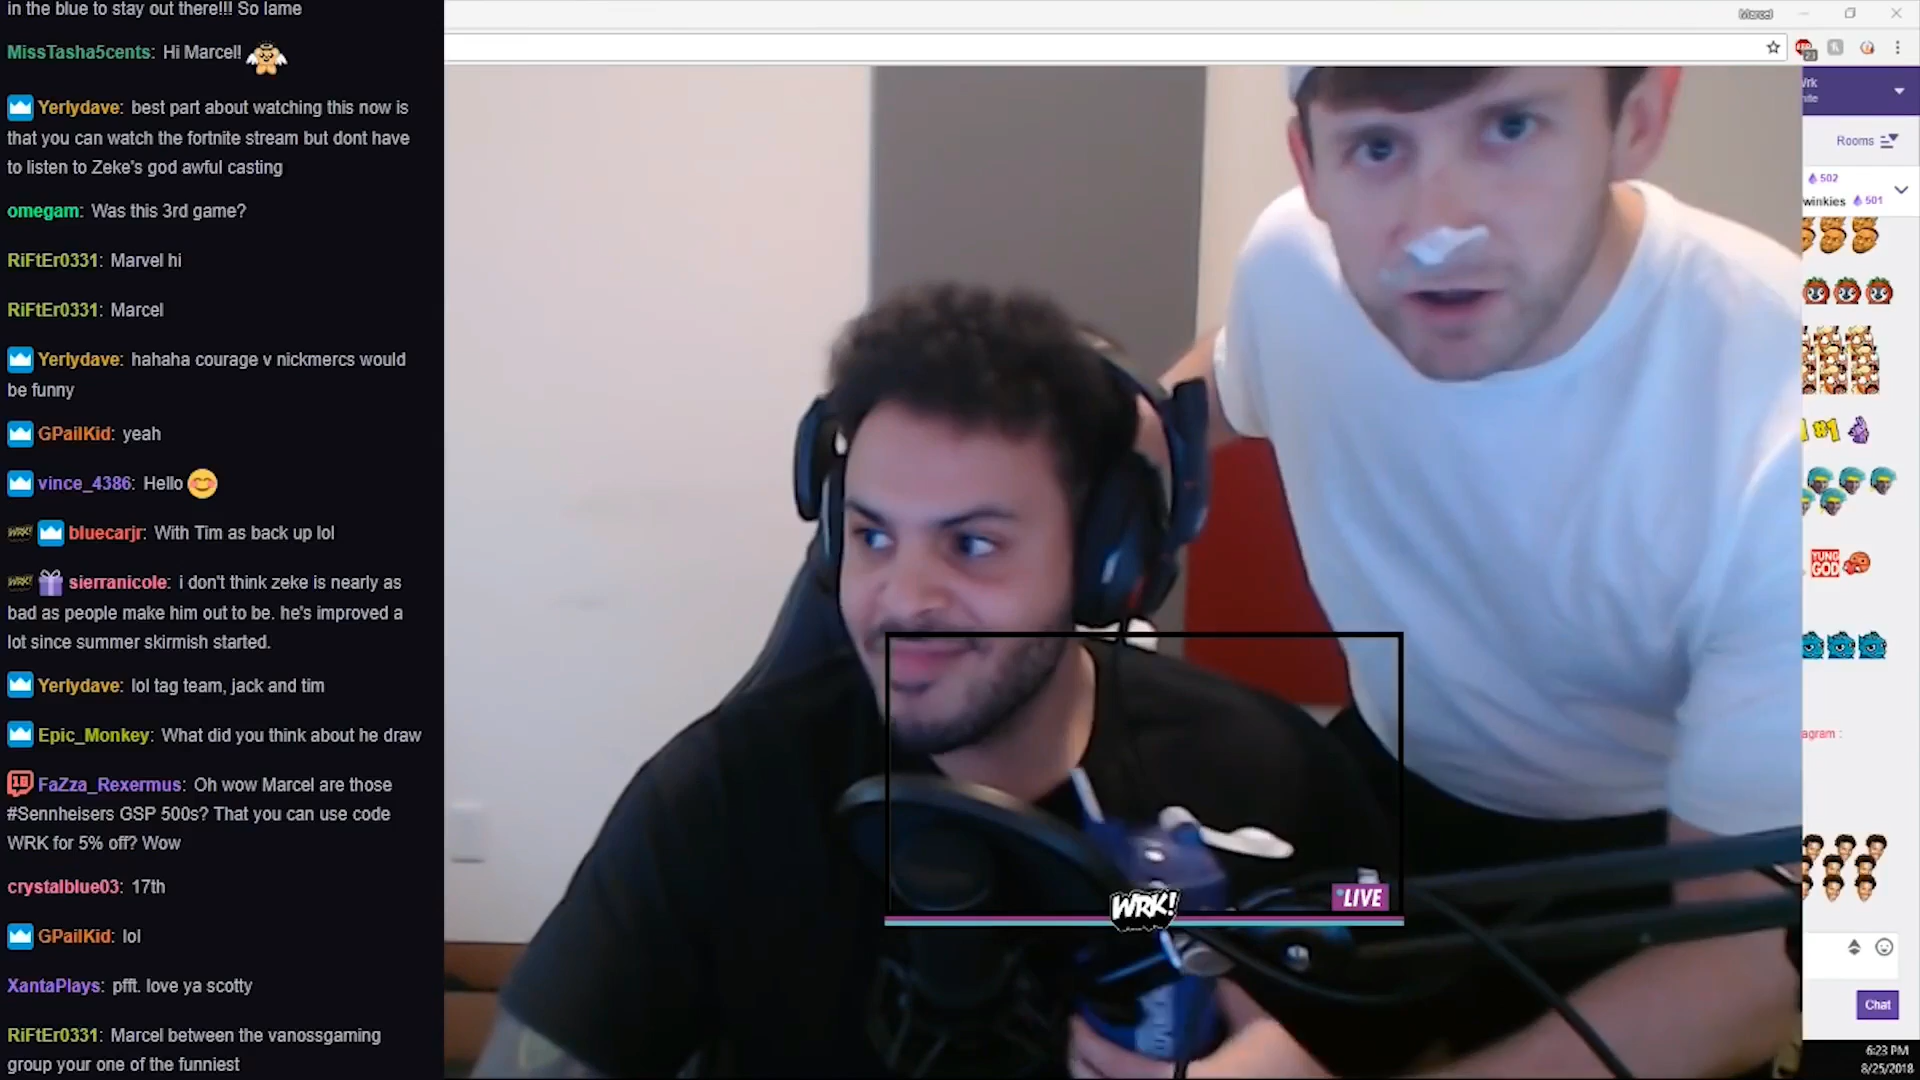 in the blue to stay out there!!! So lame
MissTasha5cents: Hi Marcel!
Yerlydave: best part about watching this now is
that you can watch the fortnite stream but dont have
to listen to Zeke's god awful casting
omegam: Was this 3rd game?
RiFtEr0331: Marvel hi
RiFtEr0331: Marcel
Yerlydave: hahaha courage v nickmercs would
be funny
GPailKid: yeah
vince_4386: Hello
WRK! bluecarjr: With Tim as back up lol
WRK! sierranicole: i don't think zeke is nearly as
bad as people make him out to be. he's improved a
lot since summer skirmish started.
Yerlydave: lol tag team, jack and tim
Epic_Monkey: What did you think about he draw
FaZza_Rexermus: Oh wow Marcel are those
#Sennheisers GSP 500s? That you can use code
WRK for 5% off? Wow
crystalblue03: 17th
GPailKid: lol
XantaPlays: pfft. love ya scotty
RiFtEr0331: Marcel between the vanossgaming
group your one of the funniest
WRK!
LIVE
Marcel
23
Wrk
nite
Rooms
502
winkies 501
#1
YUNG
GOD
agram :
Chat
6:23 PM
8/25/2018